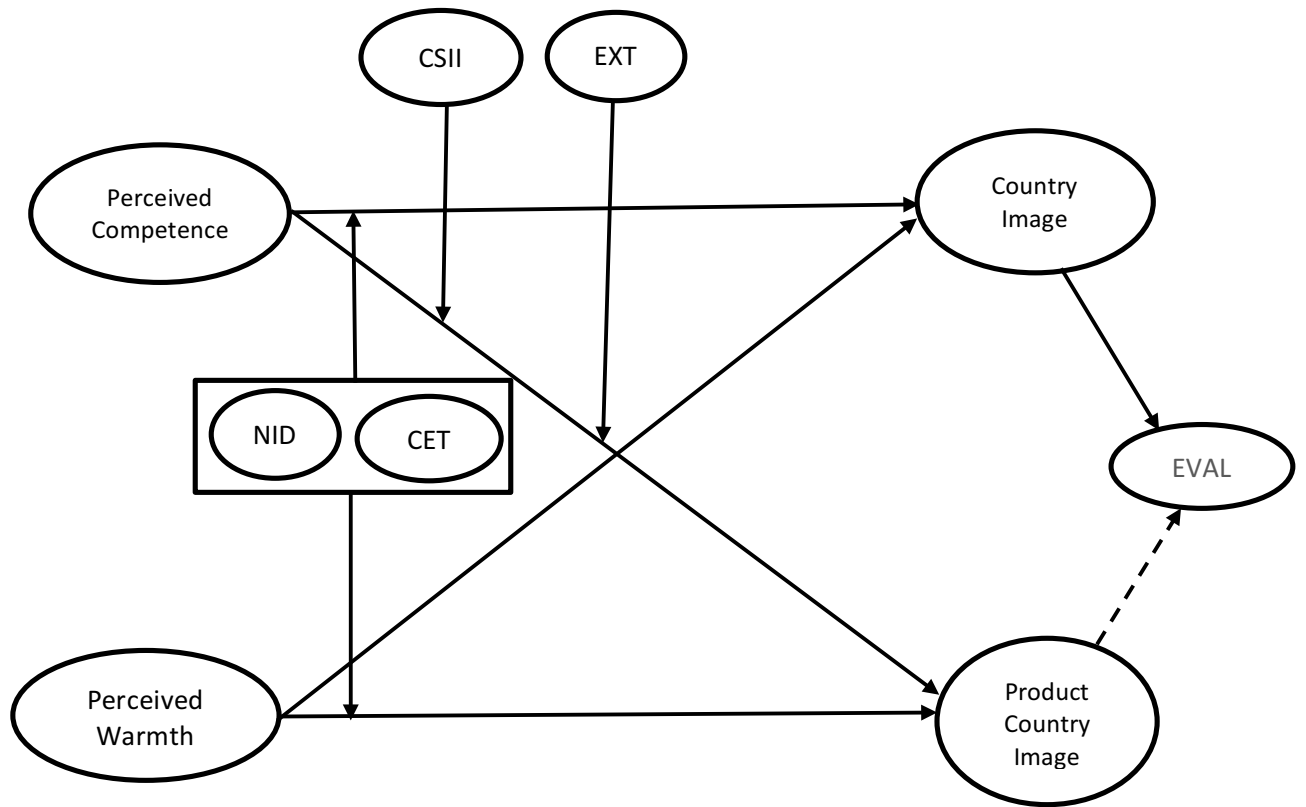 CSII
EXT
Perceived
Competence
Country
Image
NID
CET
EVAL
Perceived
Warmth
Product
Country
Image